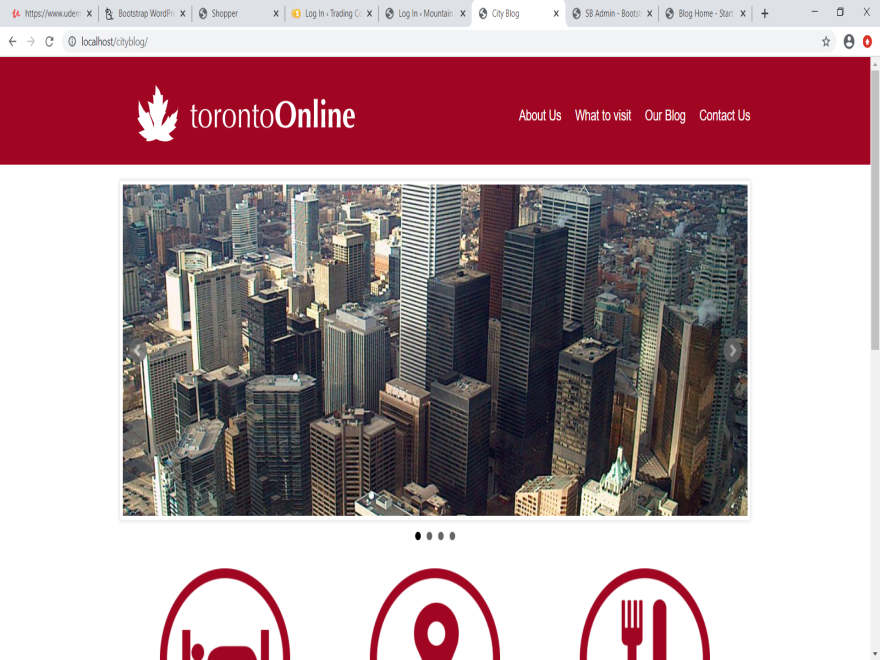 https://www.udem
Bootstrap WordPr
Shopper
Log In ‹ Trading Co
Log In ‹ Mountain
City Blog
SB Admin - Bootst
Blog Home - Start
localhost/cityblog/
torontoOnline
About Us What to visit Our Blog Contact Us